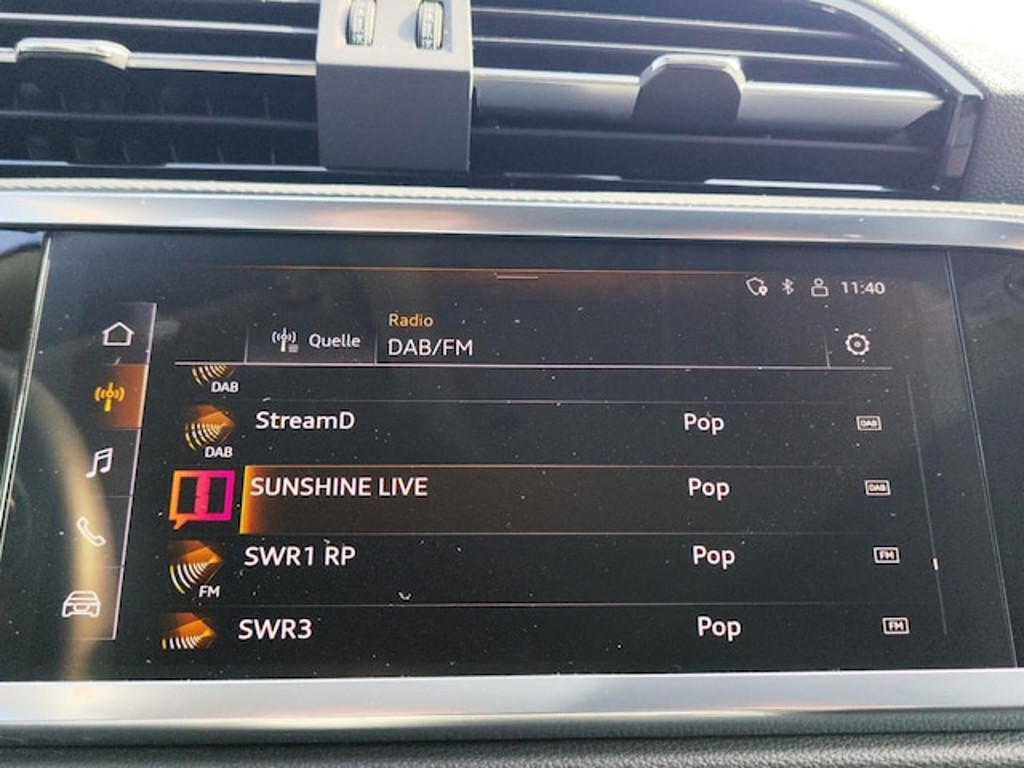 11:40
Radio
Quelle
DAB/FM
DAB
StreamD Pop DAB
DAB
SUNSHINE LIVE Pop DAB
SWR1 RP Pop FM
FM
SWR3 Pop FM